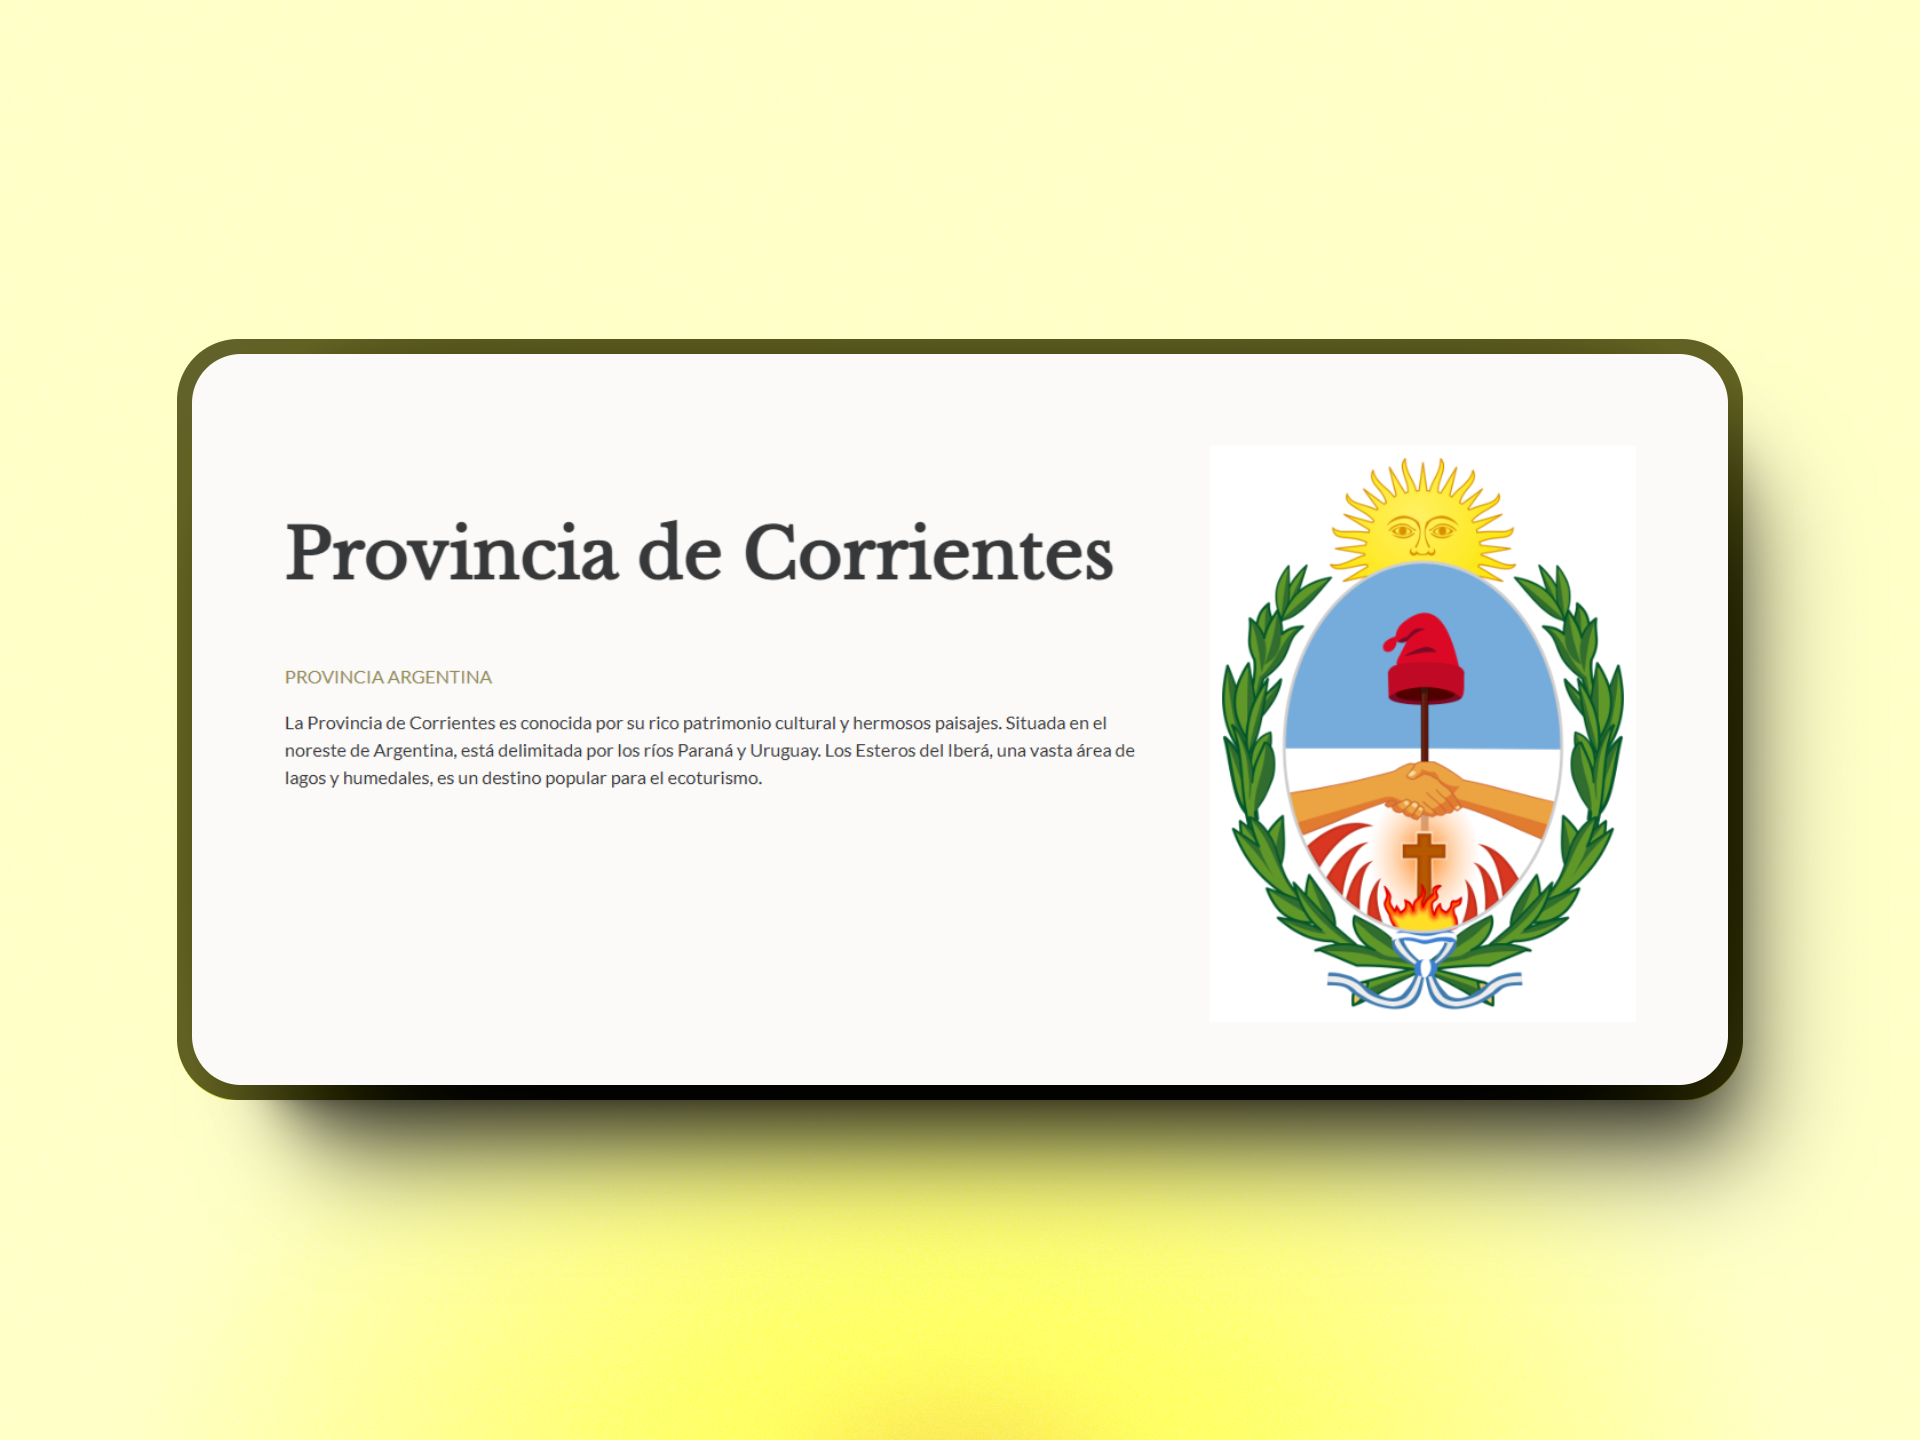 Provincia de Corrientes
PROVINCIA ARGENTINA
La Provincia de Corrientes es conocida por su rico patrimonio cultural y hermosos paisajes. Situada en el
noreste de Argentina, está delimitada por los ríos Paraná y Uruguay. Los Esteros del Iberá, una vasta área de
lagos y humedales, es un destino popular para el ecoturismo.